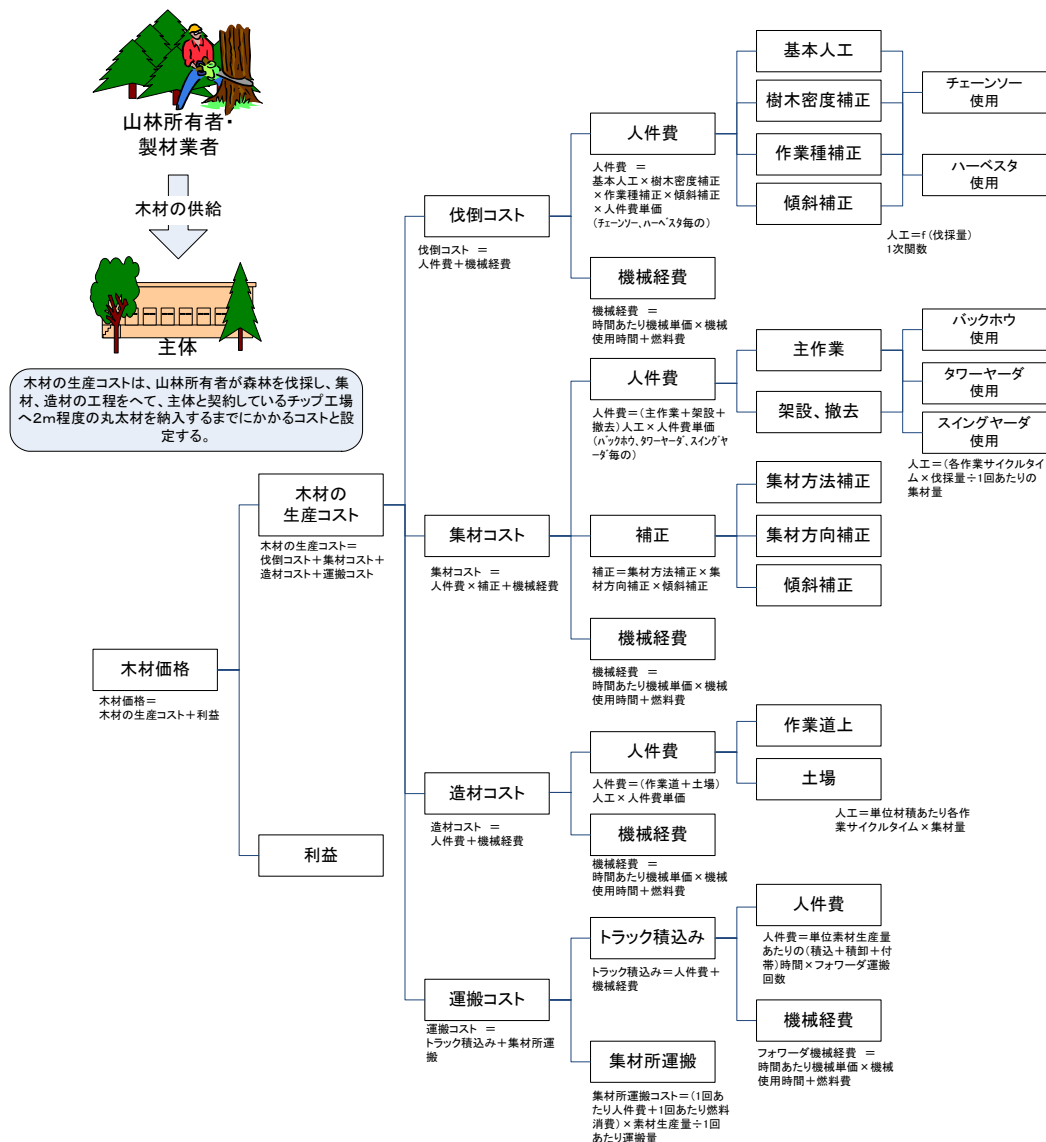 山林所有者・
製材業者
木材の供給
主体
木材の生産コストは、山林所有者が森林を伐採し、集
材、造材の工程をへて、主体と契約しているチップ工場
へ2m程度の丸太材を納入するまでにかかるコストと設
定する。
木材価格
木材価格＝
木材の生産コスト＋利益
木材の
生産コスト
木材の生産コスト＝
伐倒コスト＋集材コスト＋
造材コスト＋運搬コスト
利益
伐倒コスト
伐倒コスト ＝
人件費＋機械経費
人件費
人件費 ＝
基本人工×樹木密度補正
×作業種補正×傾斜補正
×人件費単価
(ﾁｪｰﾝｿｰ、ﾊｰﾍﾞｽﾀ毎の)
基本人工
樹木密度補正
作業種補正
傾斜補正
チェーンソー
使用
ハーベスタ
使用
人工＝f（伐採量）
1次関数
機械経費
機械経費 ＝
時間あたり機械単価×機械
使用時間＋燃料費
集材コスト
集材コスト ＝
人件費×補正＋機械経費
人件費
人件費＝（主作業＋架設＋
撤去）人工×人件費単価
(ﾊﾞｯｸﾎｳ、ﾀﾜｰﾔｰﾀﾞ、ｽｲﾝｸﾞﾔ
ｰﾀﾞ毎の)
主作業
架設、撤去
バックホウ
使用
タワーヤーダ
使用
スイングヤーダ
使用
人工＝（各作業サイクルタイ
ム×伐採量÷1回あたりの
集材量
補正
補正＝集材方法補正×集
材方向補正×傾斜補正
集材方法補正
集材方向補正
傾斜補正
機械経費
機械経費 ＝
時間あたり機械単価×機械
使用時間＋燃料費
造材コスト
造材コスト ＝
人件費＋機械経費
人件費
人件費＝（作業道＋土場）
人工×人件費単価
作業道上
土場
人工＝単位材積あたり各作
業サイクルタイム×集材量
機械経費
機械経費 ＝
時間あたり機械単価×機械
使用時間＋燃料費
運搬コスト
運搬コスト ＝
トラック積込み＋集材所運
搬
トラック積込み
トラック積込み＝人件費＋
機械経費
人件費
人件費＝単位素材生産量
あたりの（積込＋積卸＋付
帯）時間×フォワーダ運搬
回数
機械経費
フォワーダ機械経費 ＝
時間あたり機械単価×機械
使用時間＋燃料費
集材所運搬
集材所運搬コスト＝（1回あ
たり人件費＋1回あたり燃料
消費）×素材生産量÷1回
あたり運搬量